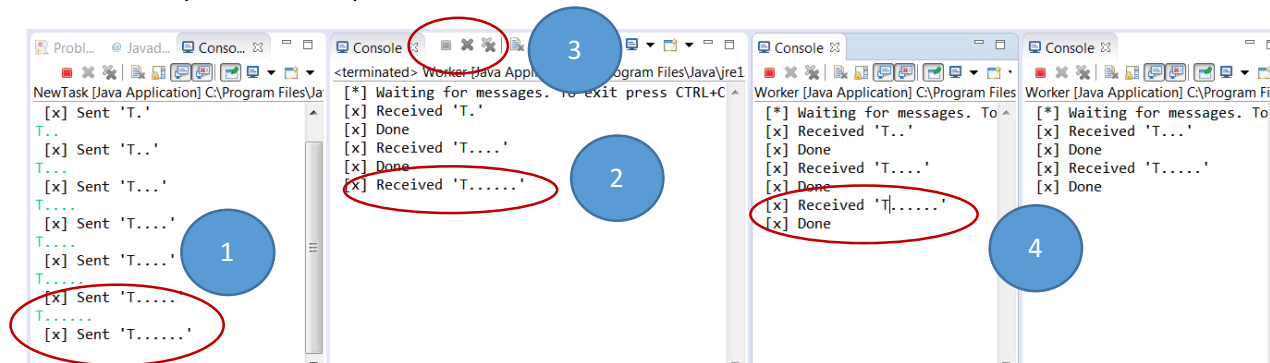 Probl...
@ Javad...
Conso...
NewTask [Java Application] C:\Program Files\Ja
[x] Sent 'T.'
T..
[x] Sent 'T..'
T...
[x] Sent 'T...'
T....
[x] Sent 'T....'
T....
[x] Sent 'T....'
T.....
[x] Sent 'T.....'
T......
[x] Sent 'T......'
1
Console
<terminated> Worker [Java Appl ogram Files\Java\jre1
[*] Waiting for messages. To exit press CTRL+C
[x] Received 'T.'
[x] Done
[x] Received 'T....'
[x] Done
[x] Received 'T......'
2
3
Console
Worker [Java Application] C:\Program Files
[*] Waiting for messages. To
[x] Received 'T..'
[x] Done
[x] Received 'T....'
[x] Done
[x] Received 'T......'
[x] Done
4
Console
Worker [Java Application] C:\Program Fi
[*] Waiting for messages. To
[x] Received 'T...'
[x] Done
[x] Received 'T.....'
[x] Done